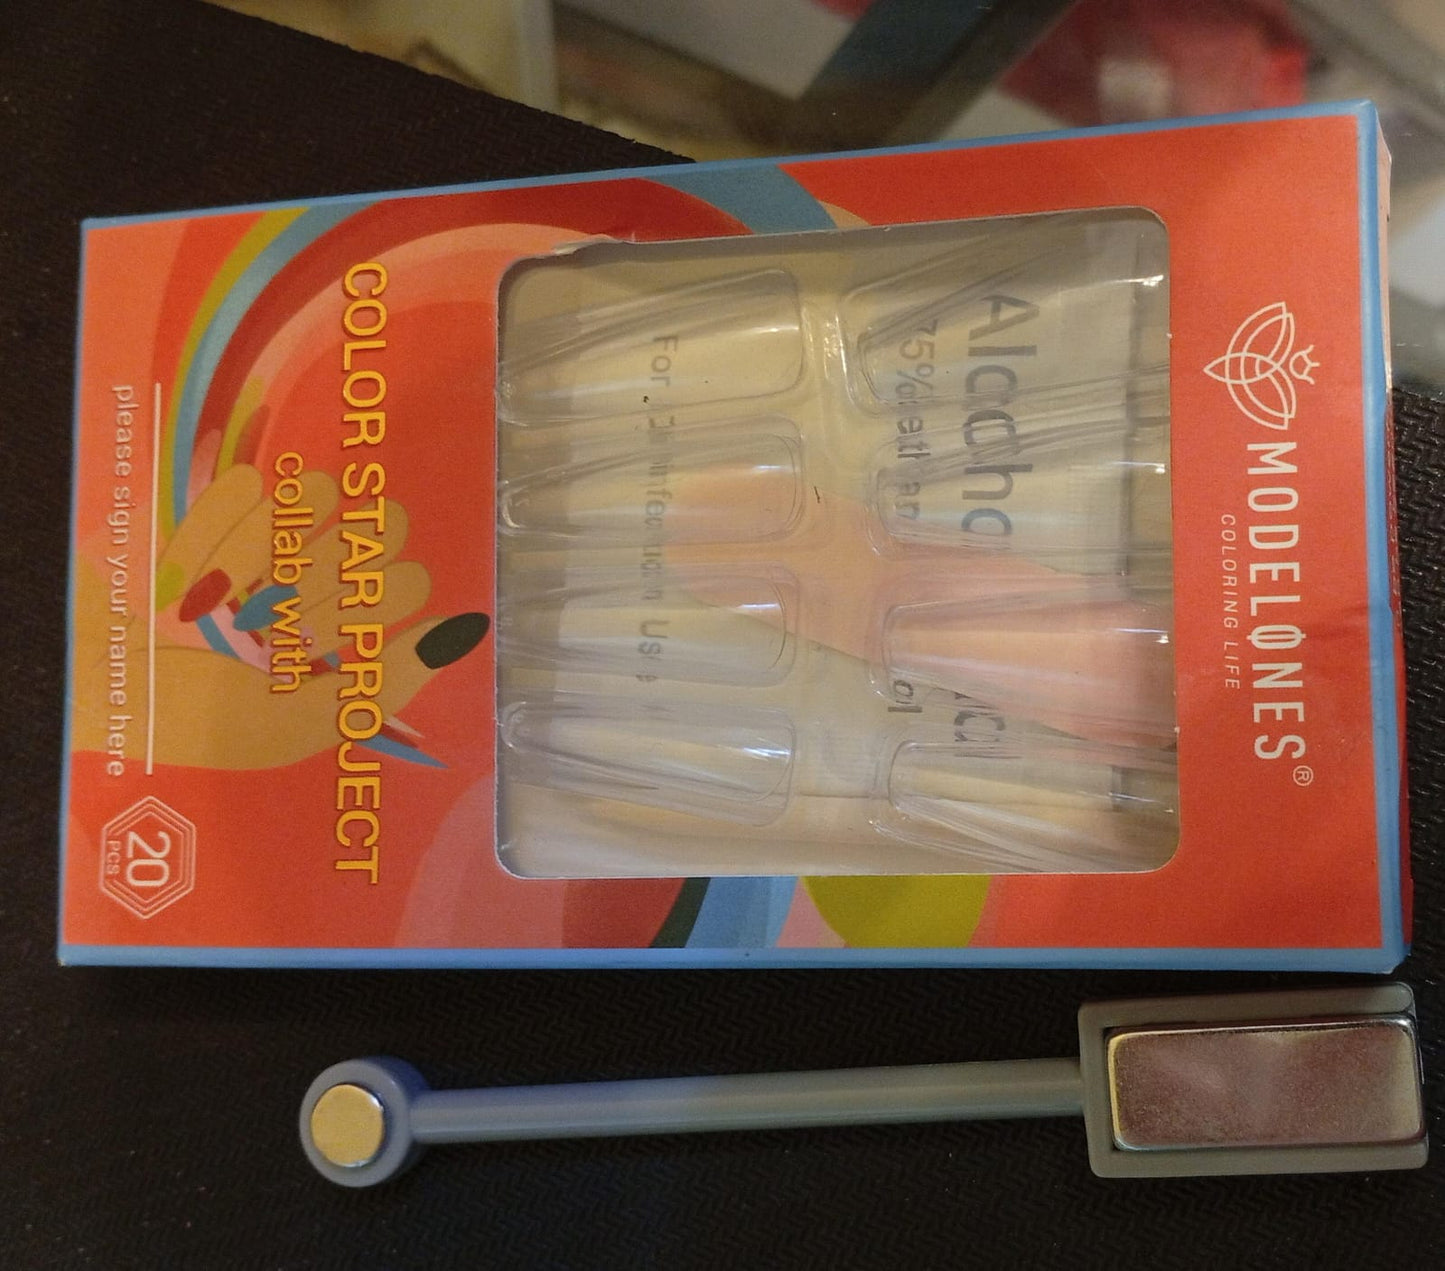 MODELONES®
COLORING LIFE
Alcoho
75%
For
Use
COLOR STAR PROJECT
collab with
please sign your name here
20
PCS